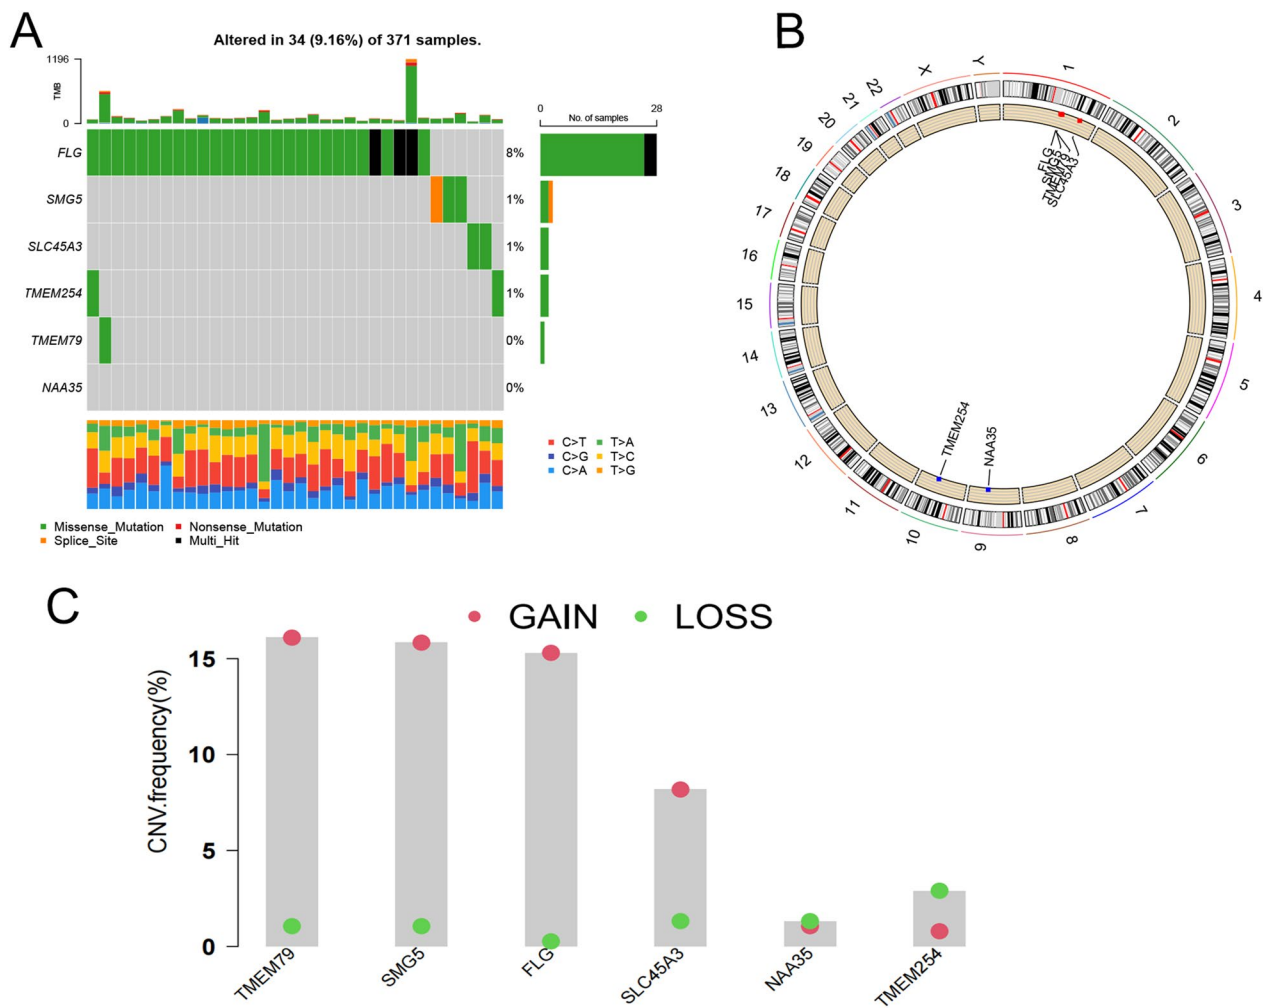 A
Altered in 34 (9.16%) of 371 samples.
1196
TMB
0
0 28
No. of samples
FLG 8%
SMG5 1%
SLC45A3 1%
TMEM254 1%
TMEM79 0%
NAA35 0%
C>T T>A
C>G T>C
C>A T>G
Missense_Mutation Nonsense_Mutation
Splice_Site Multi_Hit
B
1
2
3
4
5
6
7
8
9
10
11
12
13
14
15
16
17
18
19
20
21
22
X
Y
FLG
SMG5
TMEM79
SLC45A3
TMEM254
NAA35
C
GAIN LOSS
CNV.frequency(%)
15
10
5
0
TMEM79
SMG5
FLG
SLC45A3
NAA35
TMEM254